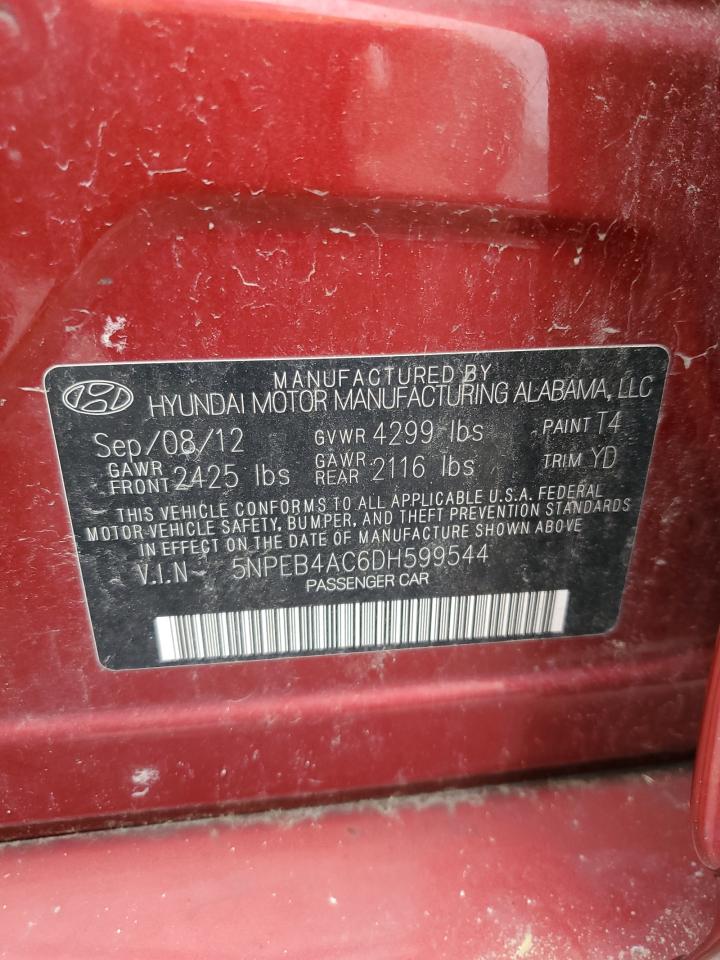 MANUFACTURED BY
HYUNDAI MOTOR MANUFACTURING ALABAMA, LLC
Sep/08/12 GVWR 4299 lbs PAINT T4
GAWR FRONT 2425 lbs GAWR REAR 2116 lbs TRIM YD
THIS VEHICLE CONFORMS TO ALL APPLICABLE U.S.A. FEDERAL
MOTOR VEHICLE SAFETY, BUMPER, AND THEFT PREVENTION STANDARDS
IN EFFECT ON THE DATE OF MANUFACTURE SHOWN ABOVE.
V.I.N 5NPEB4AC6DH599544
PASSENGER CAR